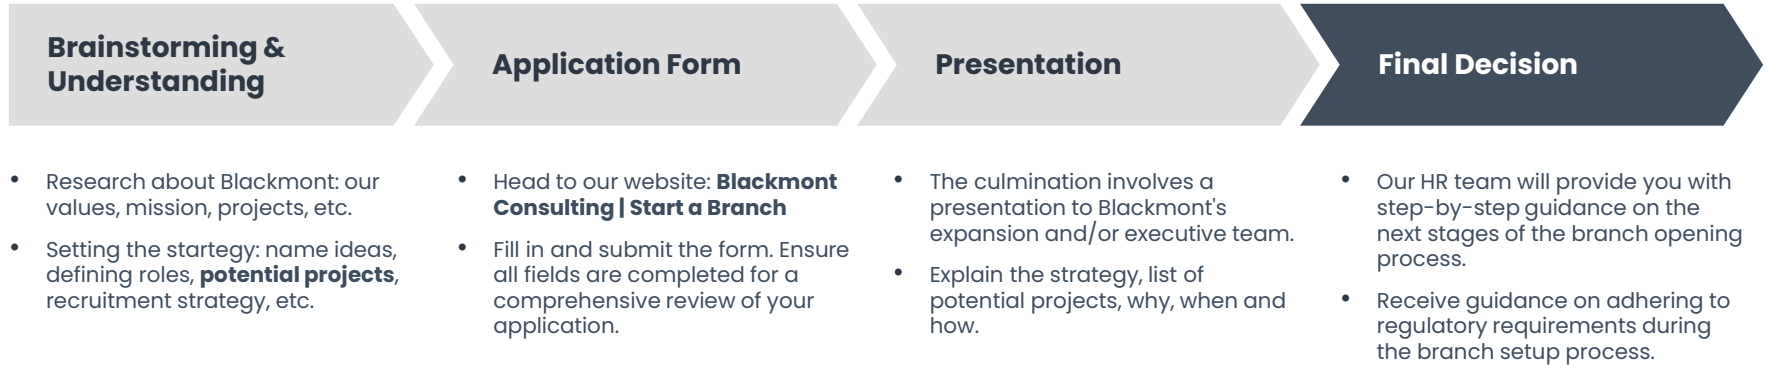 Brainstorming &
Understanding
Application Form
Presentation
Final Decision
• Research about Blackmont: our
values, mission, projects, etc.
• Setting the startegy: name ideas,
defining roles, potential projects,
recruitment strategy, etc.
• Head to our website: Blackmont
Consulting | Start a Branch
• Fill in and submit the form. Ensure
all fields are completed for a
comprehensive review of your
application.
• The culmination involves a
presentation to Blackmont's
expansion and/or executive team.
• Explain the strategy, list of
potential projects, why, when and
how.
• Our HR team will provide you with
step-by-step guidance on the
next stages of the branch opening
process.
• Receive guidance on adhering to
regulatory requirements during
the branch setup process.